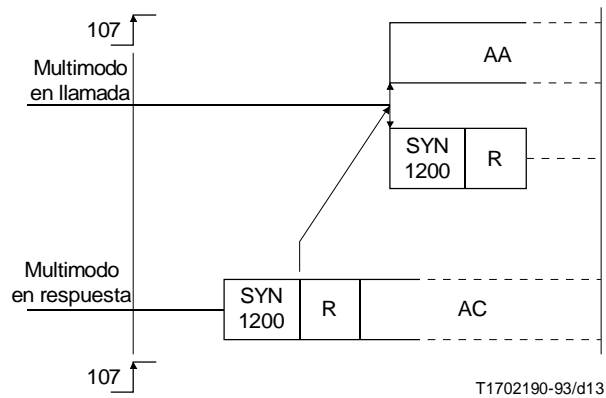 107
AA
Multimodo
en llamada
SYN
1200
R
Multimodo
en respuesta
SYN
1200
R
AC
107
T1702190-93/d13